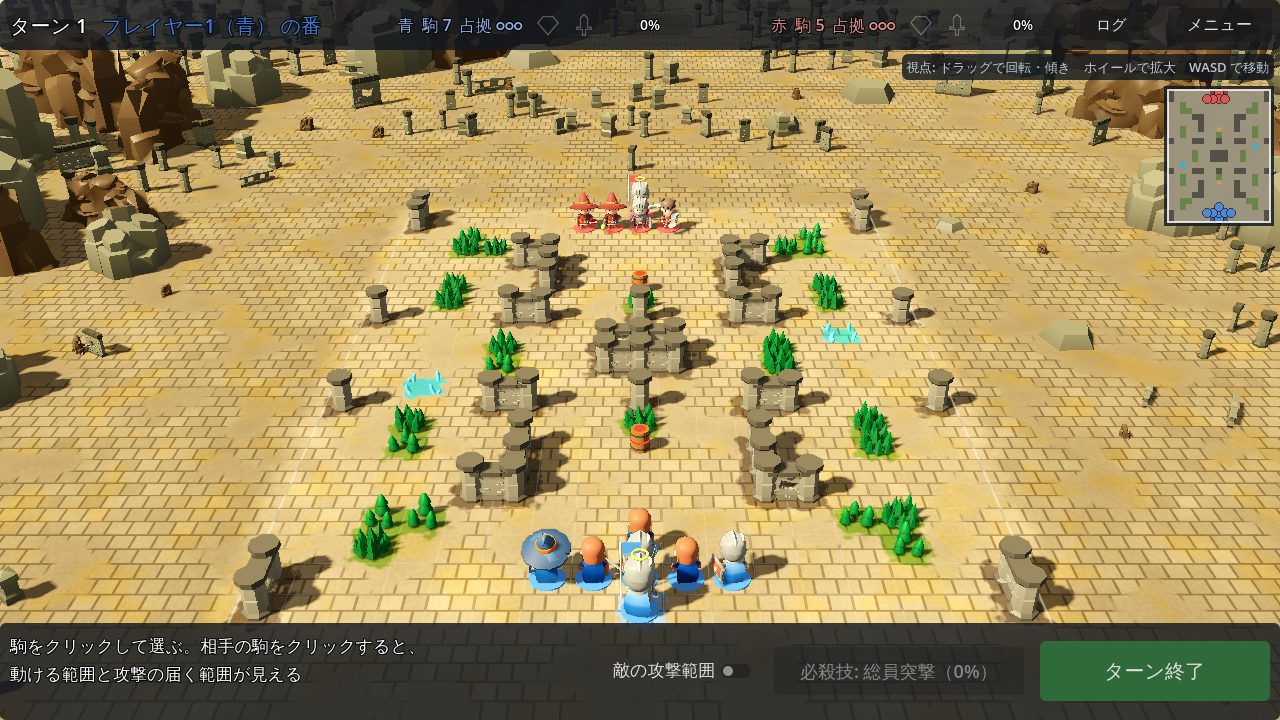 ターン 1 プレイヤー1（青） の番 青 駒 7 占拠 0% 赤 駒 5 占拠 0% ログ メニュー
視点: ドラッグで回転・傾き ホイールで拡大 WASD で移動
駒をクリックして選ぶ。相手の駒をクリックすると、
動ける範囲と攻撃の届く範囲が見える
敵の攻撃範囲 必殺技: 総員突撃（0%） ターン終了